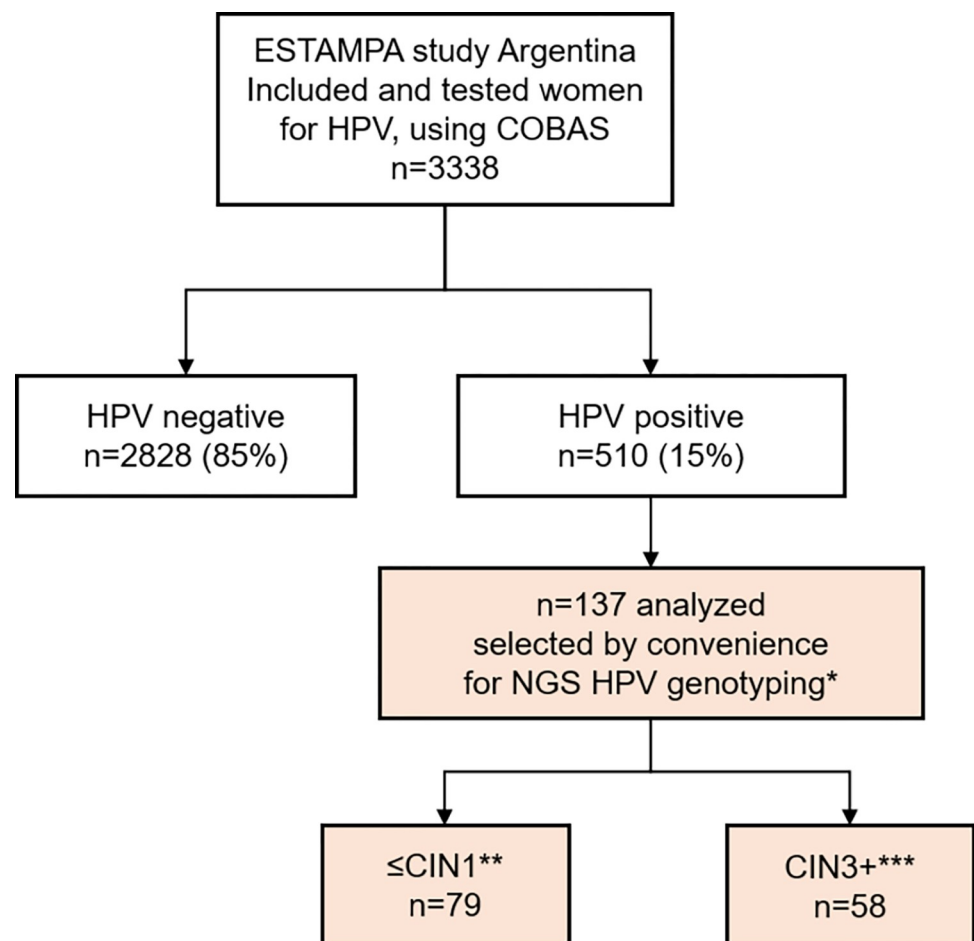 ESTAMPA study Argentina
Included and tested women
for HPV, using COBAS
n=3338
HPV negative
n=2828 (85%)
HPV positive
n=510 (15%)
n=137 analyzed
selected by convenience
for NGS HPV genotyping*
≤CIN1**
n=79
CIN3+***
n=58